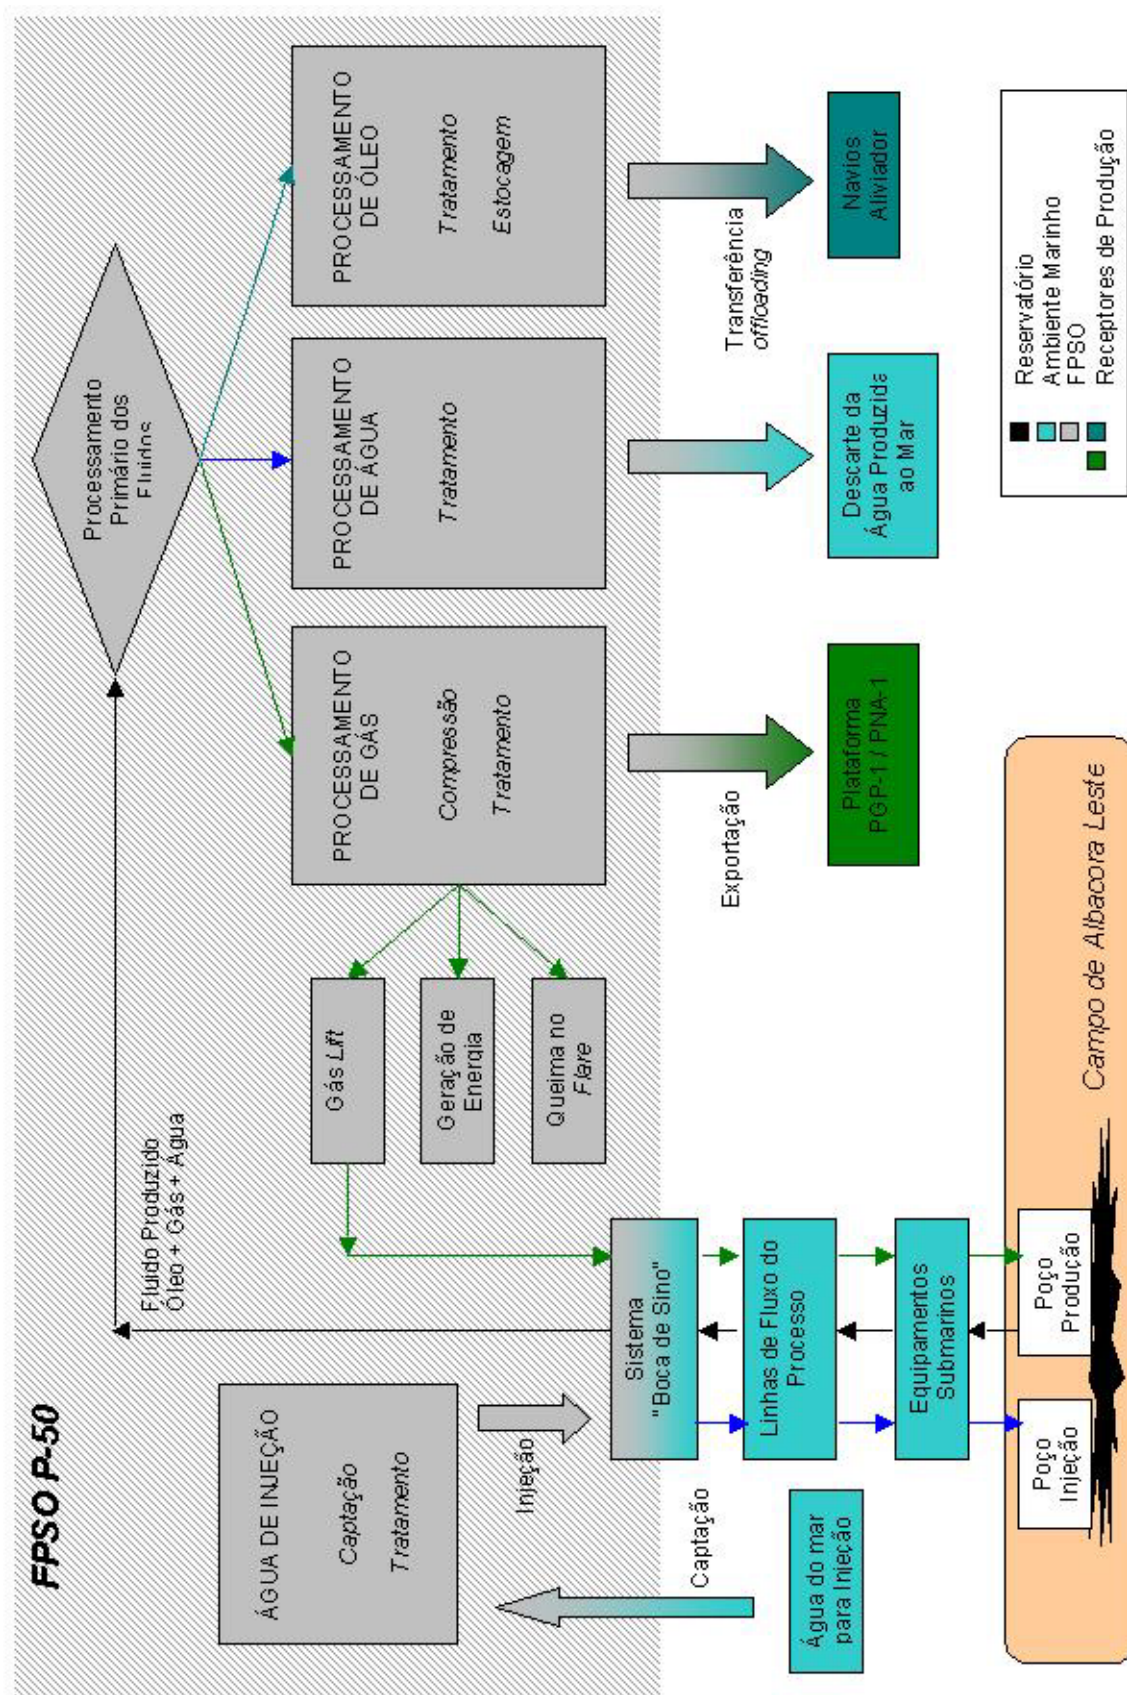 FPSO P-50
ÁGUA DE INJEÇÃO
Captação
Tratamento
Injeção
Captação
Água do mar
para Injeção
Fluido Produzido
Óleo + Gás + Água
Sistema
"Boca de Sino"
Linhas de Fluxo do
Processo
Equipamentos
Submarinos
Poço
Injeção
Poço
Produção
Campo de Albacora Leste
Gás Lift
Geração de
Energia
Queima no
Flare
Processamento
Primário dos
Fluidos
PROCESSAMENTO
DE GÁS
Compressão
Tratamento
PROCESSAMENTO
DE ÁGUA
Tratamento
PROCESSAMENTO
DE ÓLEO
Tratamento
Estocagem
Exportação
Plataforma
PGP-1 / PNA-1
Descarte da
Água Produzida
ao Mar
Transferência
offloading
Navios
Aliviador
Reservatório
Ambiente Marinho
FPSO
Receptores de Produção